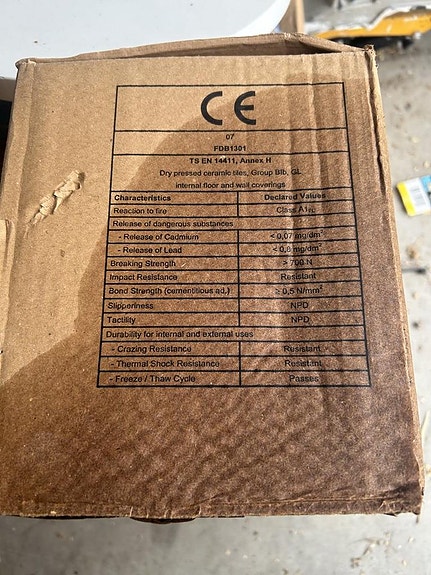 CE
07
FDB1301
TS EN 14411, Annex H
Dry pressed ceramic tiles, Group BIb, GL
internal floor and wall coverings
Characteristics Declared Values
Reaction to fire Class A1FL
Release of dangerous substances
- Release of Cadmium < 0,07 mg/dm²
- Release of Lead < 0,8 mg/dm²
Breaking Strength > 700 N
Impact Resistance Resistant
Bond Strength (cementitious ad.) ≥ 0,5 N/mm²
Slipperiness NPD
Tactility NPD
Durability for internal and external uses
- Crazing Resistance Resistant
- Thermal Shock Resistance Resistant
- Freeze / Thaw Cycle Passes